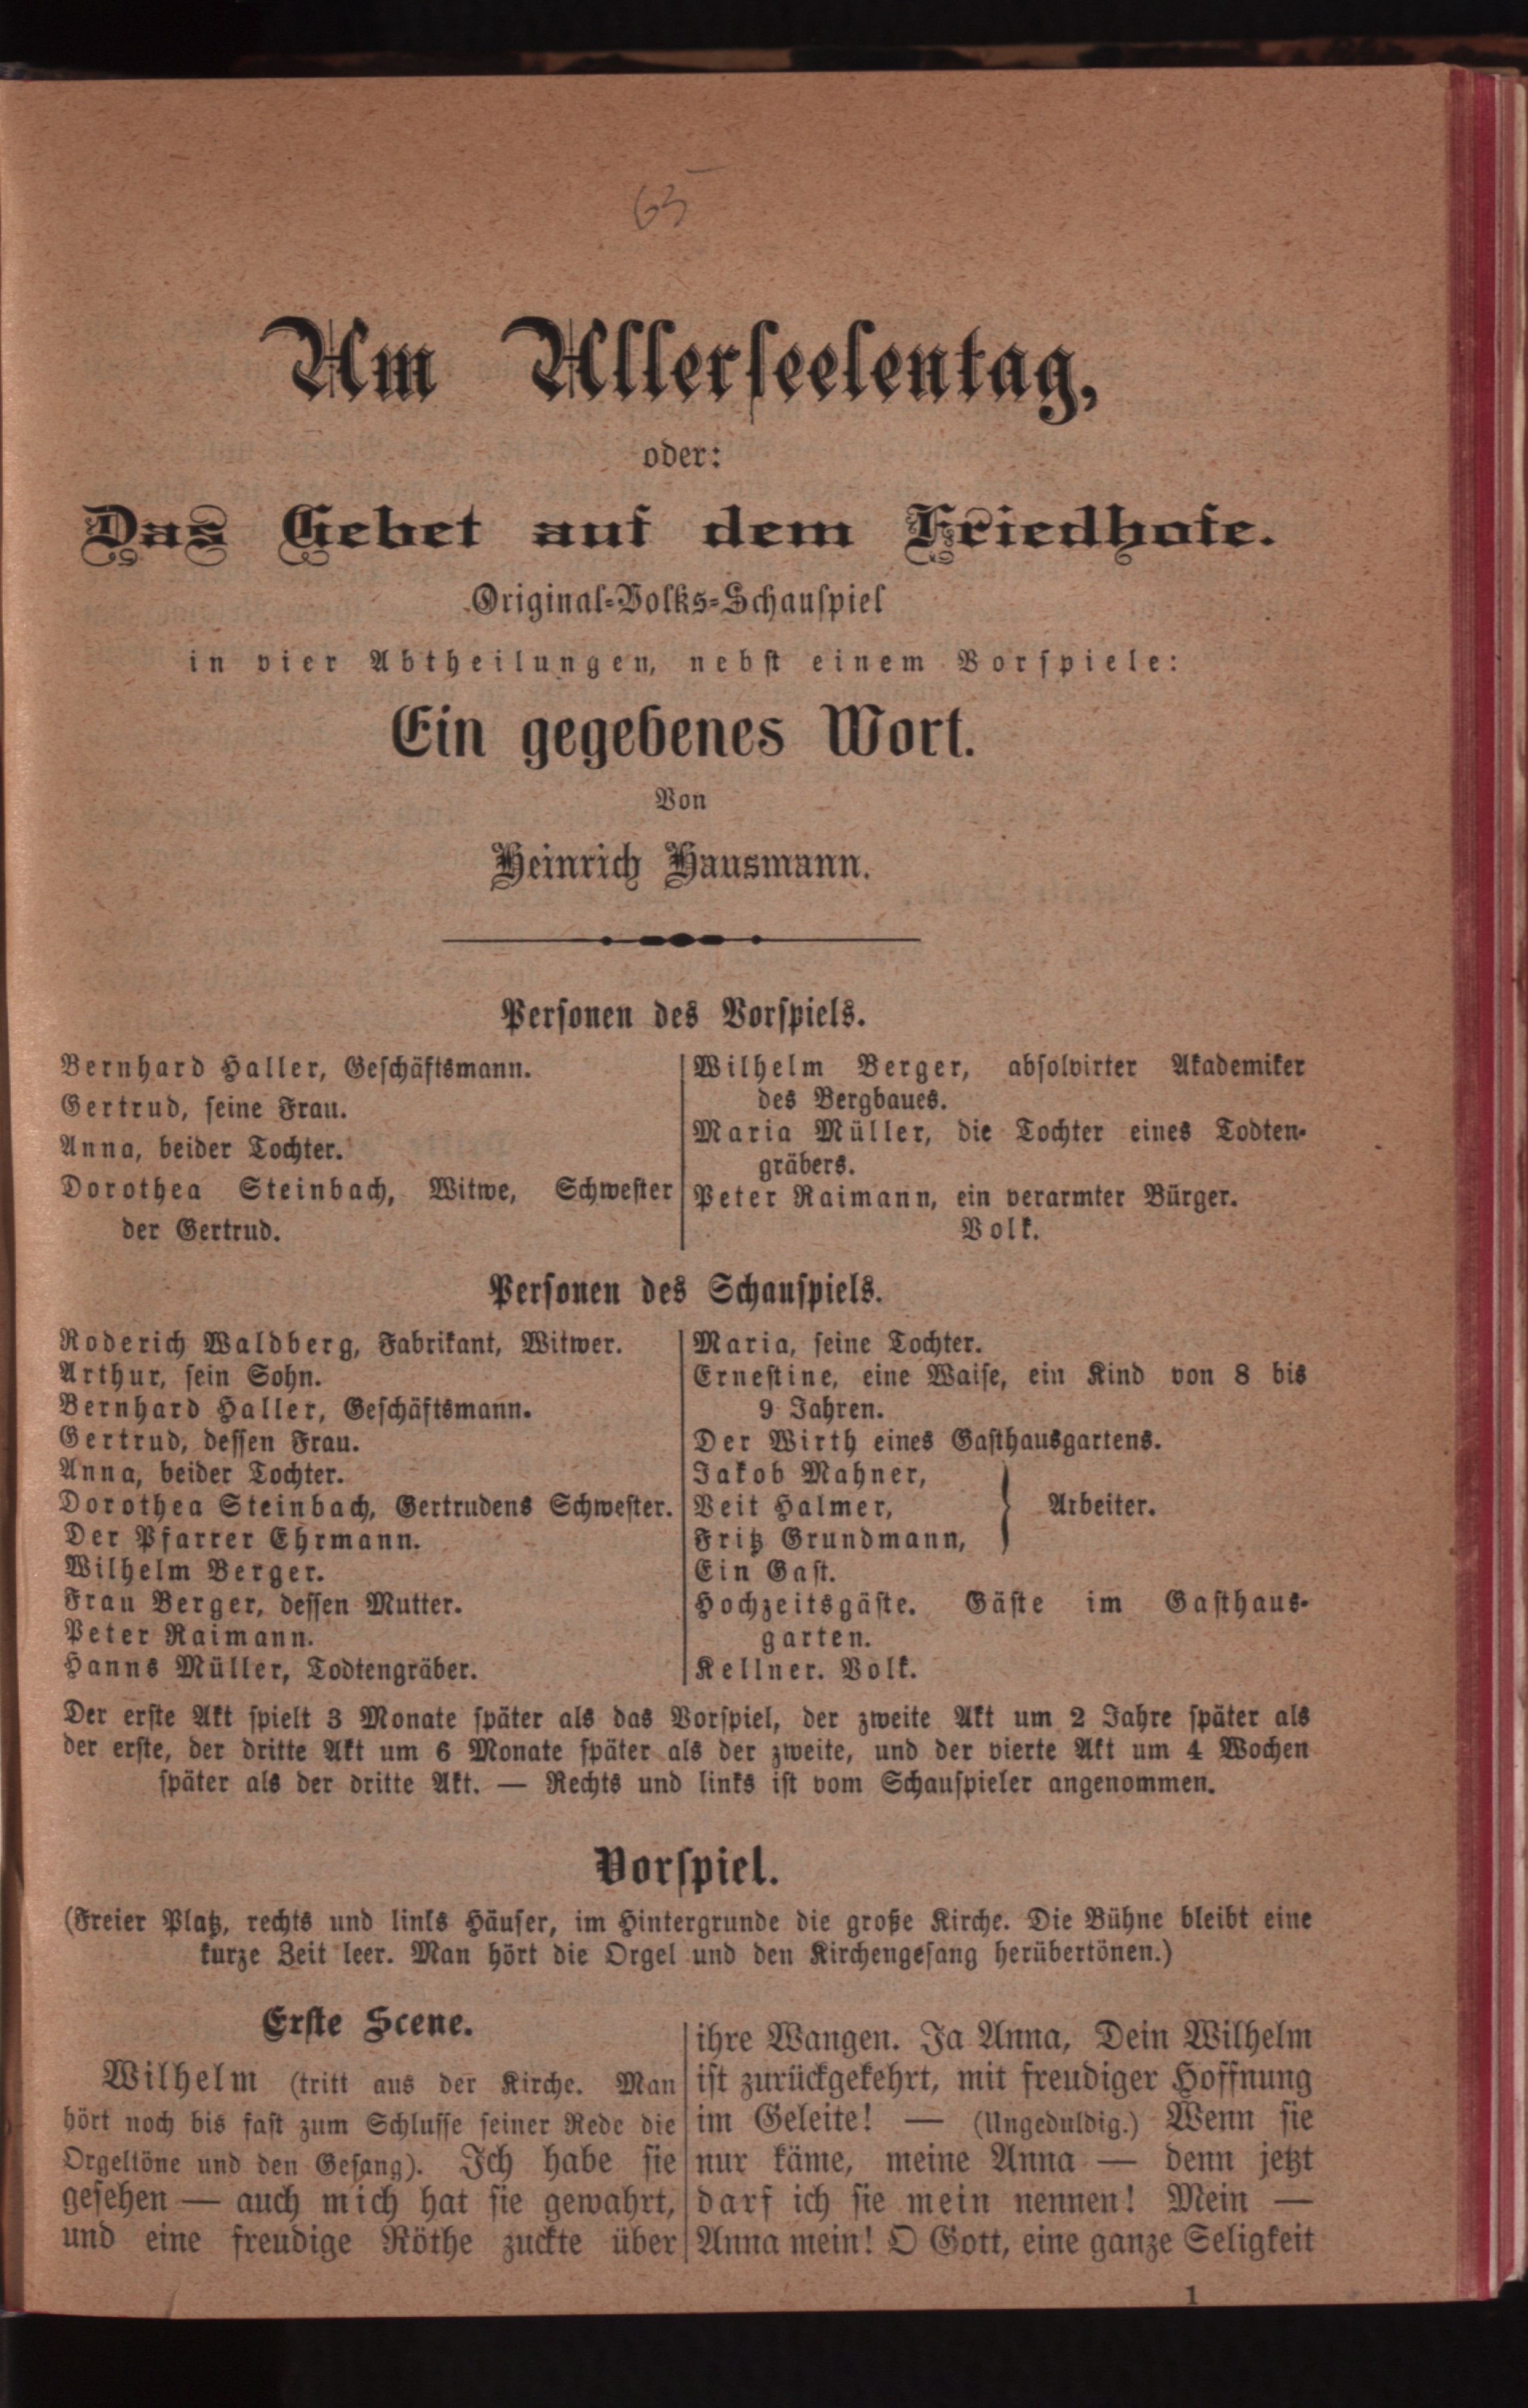 65
Am Allerseelentag,
oder:
Das Gebet auf dem Friedhofe.
Original-Volks-Schauspiel
in vier Abtheilungen, nebst einem Vorspiele:
Ein gegebenes Wort.
Von
Heinrich Hausmann.
Personen des Vorspiels.
Bernhard Haller, Geschäftsmann.
Gertrud, seine Frau.
Anna, beider Tochter.
Dorothea Steinbach, Witwe, Schwester
der Gertrud.
Wilhelm Berger, absolvirter Akademiker
des Bergbaues.
Maria Müller, die Tochter eines Todten-
gräbers.
Peter Raimann, ein verarmter Bürger.
Volk.
Personen des Schauspiels.
Roderich Waldberg, Fabrikant, Witwer.
Arthur, sein Sohn.
Bernhard Haller, Geschäftsmann.
Gertrud, dessen Frau.
Anna, beider Tochter.
Dorothea Steinbach, Gertrudens Schwester.
Der Pfarrer Ehrmann.
Wilhelm Berger.
Frau Berger, dessen Mutter.
Peter Raimann.
Hanns Müller, Todtengräber.
Maria, seine Tochter.
Ernestine, eine Waise, ein Kind von 8 bis
9 Jahren.
Der Wirth eines Gasthausgartens.
Jakob Mahner,
Veit Halmer, } Arbeiter.
Fritz Grundmann,
Ein Gast.
Hochzeitsgäste. Gäste im Gasthaus-
garten.
Kellner. Volk.
Der erste Akt spielt 3 Monate später als das Vorspiel, der zweite Akt um 2 Jahre später als
der erste, der dritte Akt um 6 Monate später als der zweite, und der vierte Akt um 4 Wochen
später als der dritte Akt. — Rechts und links ist vom Schauspieler angenommen.
Vorspiel.
(Freier Platz, rechts und links Häuser, im Hintergrunde die große Kirche. Die Bühne bleibt eine
kurze Zeit leer. Man hört die Orgel und den Kirchengesang herübertönen.)
Erste Scene.
Wilhelm (tritt aus der Kirche. Man
hört noch bis fast zum Schlusse seiner Rede die
Orgeltöne und den Gesang). Ich habe sie
gesehen — auch mich hat sie gewahrt,
und eine freudige Röthe zuckte über
ihre Wangen. Ja Anna, Dein Wilhelm
ist zurückgekehrt, mit freudiger Hoffnung
im Geleite! — (Ungeduldig.) Wenn sie
nur käme, meine Anna — denn jetzt
darf ich sie mein nennen! Mein —
Anna mein! O Gott, eine ganze Seligkeit
1